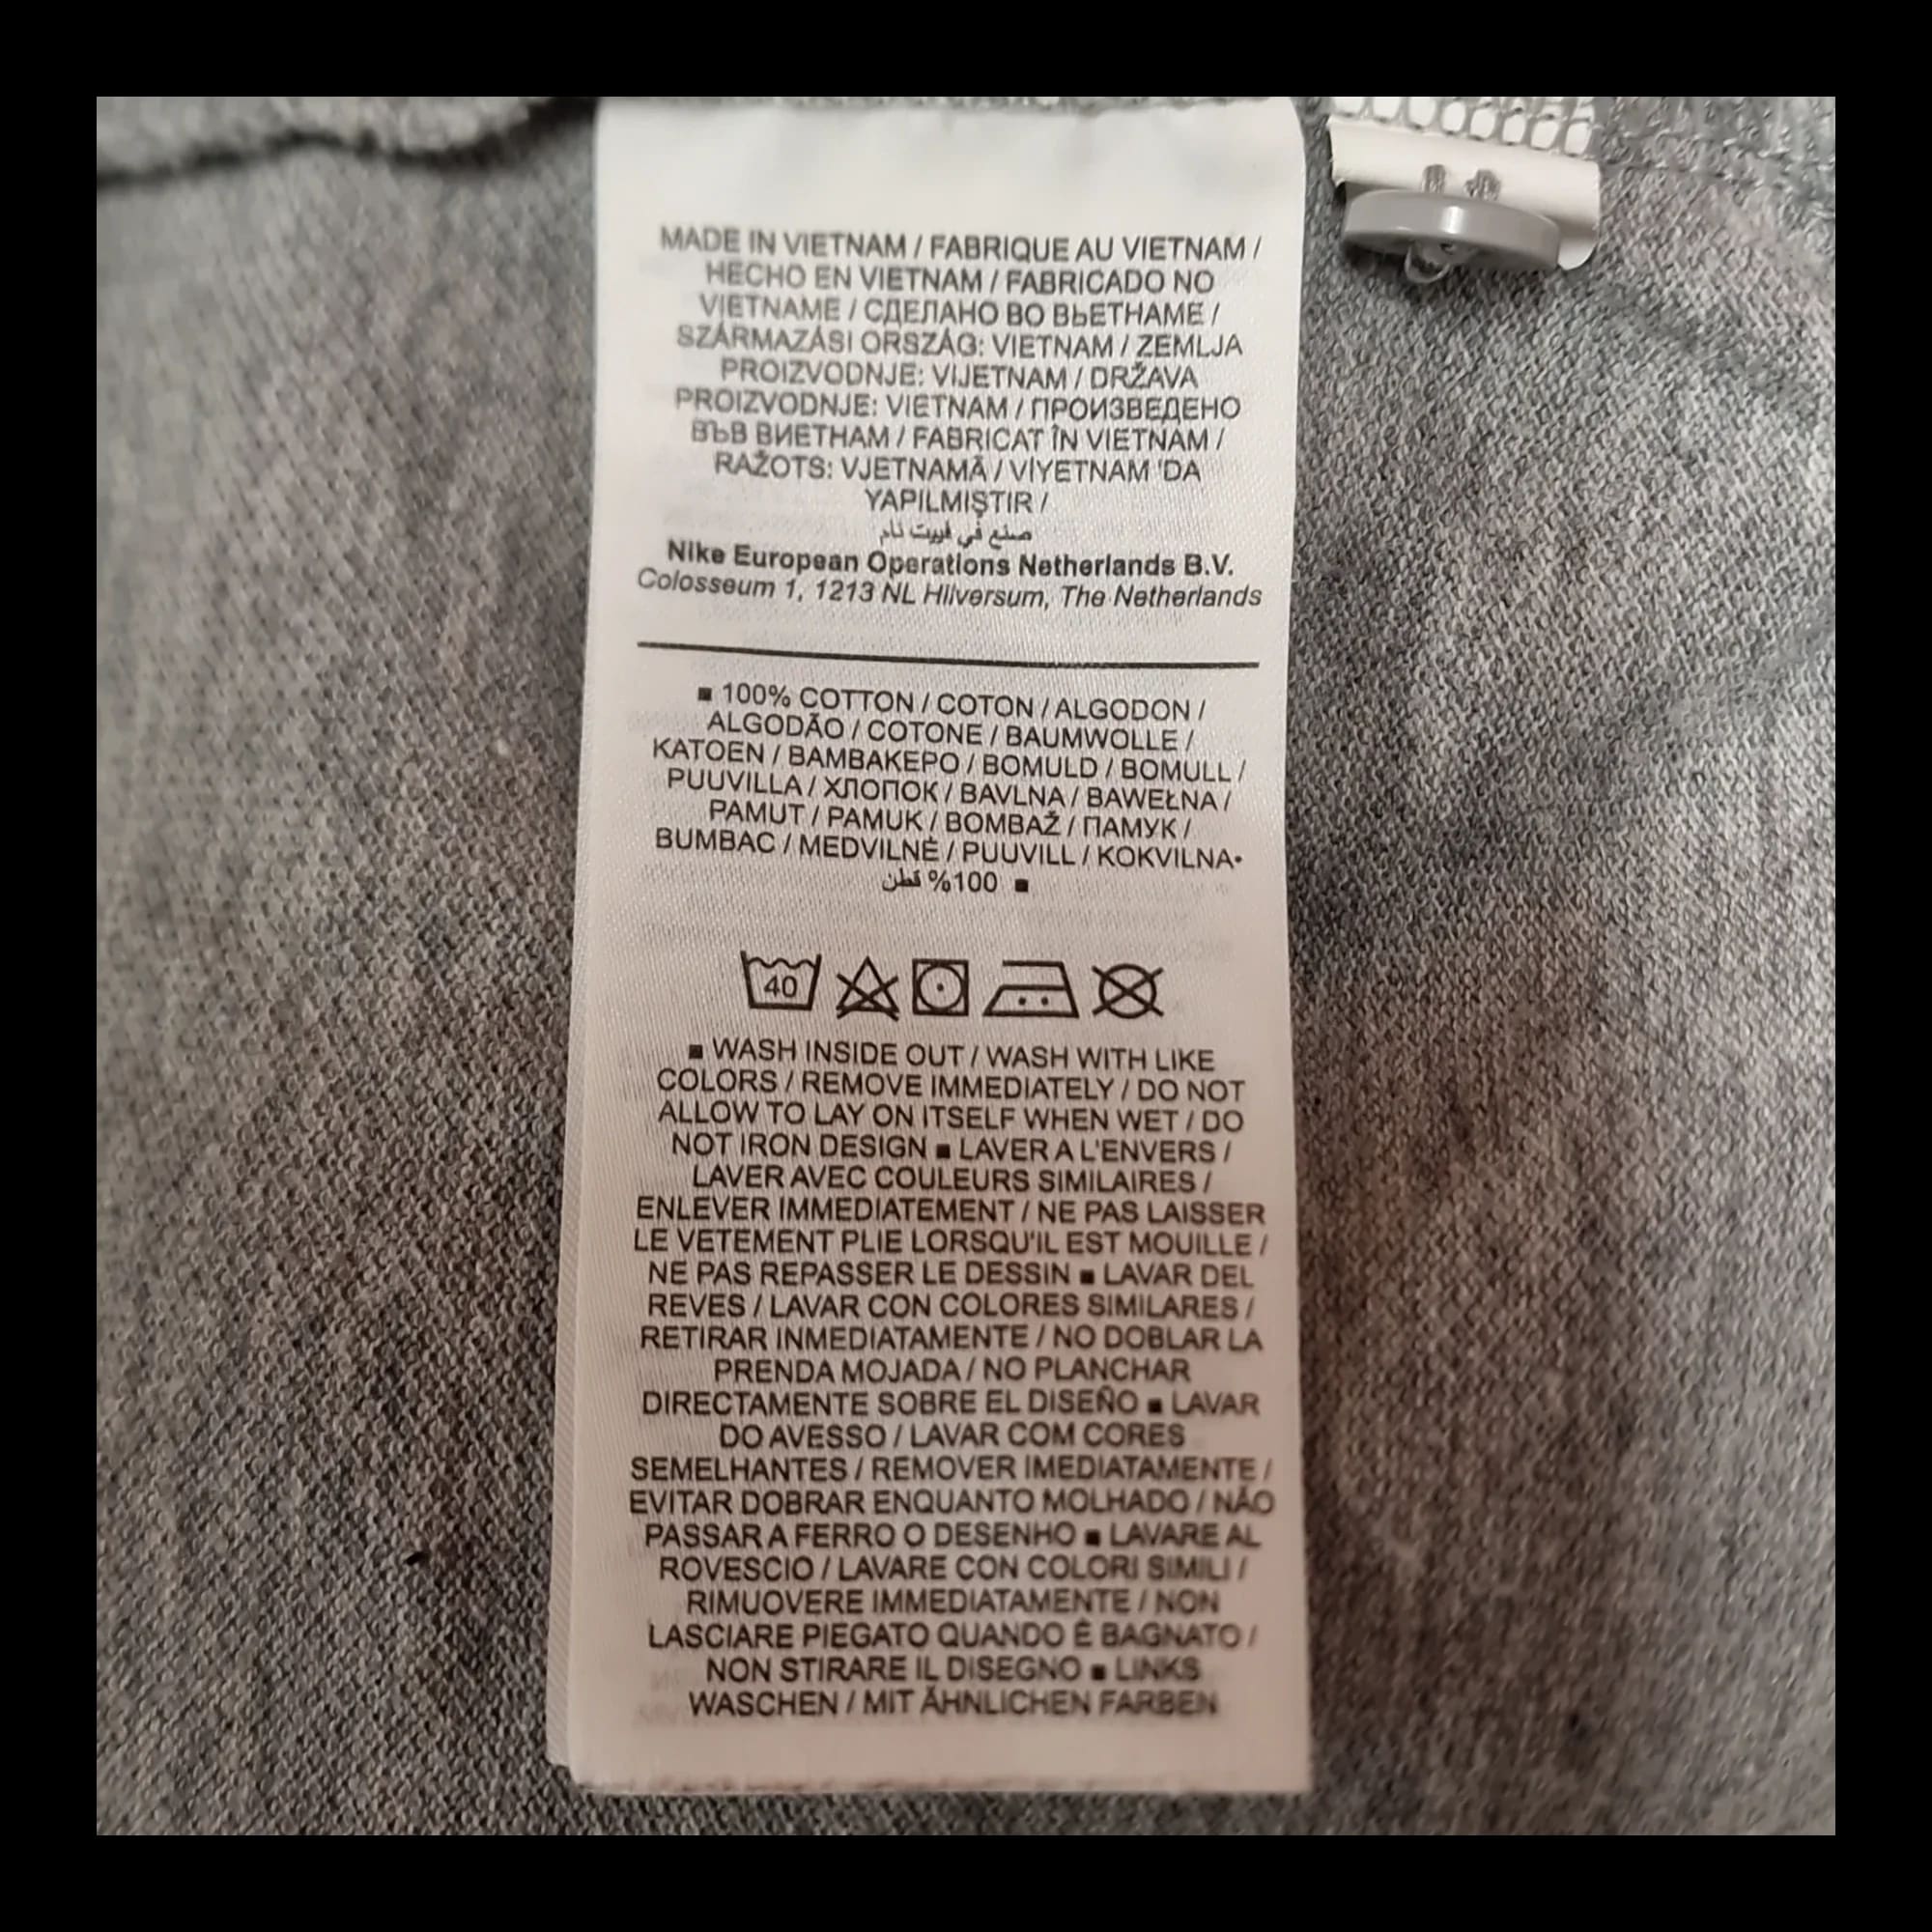 MADE IN VIETNAM / FABRIQUE AU VIETNAM /
HECHO EN VIETNAM / FABRICADO NO
VIETNAME / СДЕЛАНО ВО ВЬЕТНАМЕ /
SZÁRMAZÁSI ORSZÁG: VIETNAM / ZEMLJA
PROIZVODNJE: VIJETNAM / DRŽAVA
PROIZVODNJE: VIETNAM / ПРОИЗВЕДЕНО
ВЪВ ВИЕТНАМ / FABRICAT ÎN VIETNAM /
RAŽOTS: VJETNAMĀ / VİYETNAM 'DA
YAPILMIŞTIR /
صنع في فييت نام
Nike European Operations Netherlands B.V.
Colosseum 1, 1213 NL Hilversum, The Netherlands
■ 100% COTTON / COTON / ALGODON /
ALGODÃO / COTONE / BAUMWOLLE /
KATOEN / ΒΑΜΒΑΚΕΡΟ / BOMULD / BOMULL /
PUUVILLA / ХЛОПОК / BAVLNA / BAWEŁNA /
PAMUT / PAMUK / BOMBAŽ / ПАМУК /
BUMBAC / MEDVILNĖ / PUUVILL / KOKVILNA•
■ 100% قطن
40
■ WASH INSIDE OUT / WASH WITH LIKE
COLORS / REMOVE IMMEDIATELY / DO NOT
ALLOW TO LAY ON ITSELF WHEN WET / DO
NOT IRON DESIGN ■ LAVER A L'ENVERS /
LAVER AVEC COULEURS SIMILAIRES /
ENLEVER IMMEDIATEMENT / NE PAS LAISSER
LE VETEMENT PLIE LORSQU'IL EST MOUILLE /
NE PAS REPASSER LE DESSIN ■ LAVAR DEL
REVES / LAVAR CON COLORES SIMILARES /
RETIRAR INMEDIATAMENTE / NO DOBLAR LA
PRENDA MOJADA / NO PLANCHAR
DIRECTAMENTE SOBRE EL DISEÑO ■ LAVAR
DO AVESSO / LAVAR COM CORES
SEMELHANTES / REMOVER IMEDIATAMENTE /
EVITAR DOBRAR ENQUANTO MOLHADO / NÃO
PASSAR A FERRO O DESENHO ■ LAVARE AL
ROVESCIO / LAVARE CON COLORI SIMILI /
RIMUOVERE IMMEDIATAMENTE / NON
LASCIARE PIEGATO QUANDO È BAGNATO /
NON STIRARE IL DISEGNO ■ LINKS
WASCHEN / MIT ÄHNLICHEN FARBEN